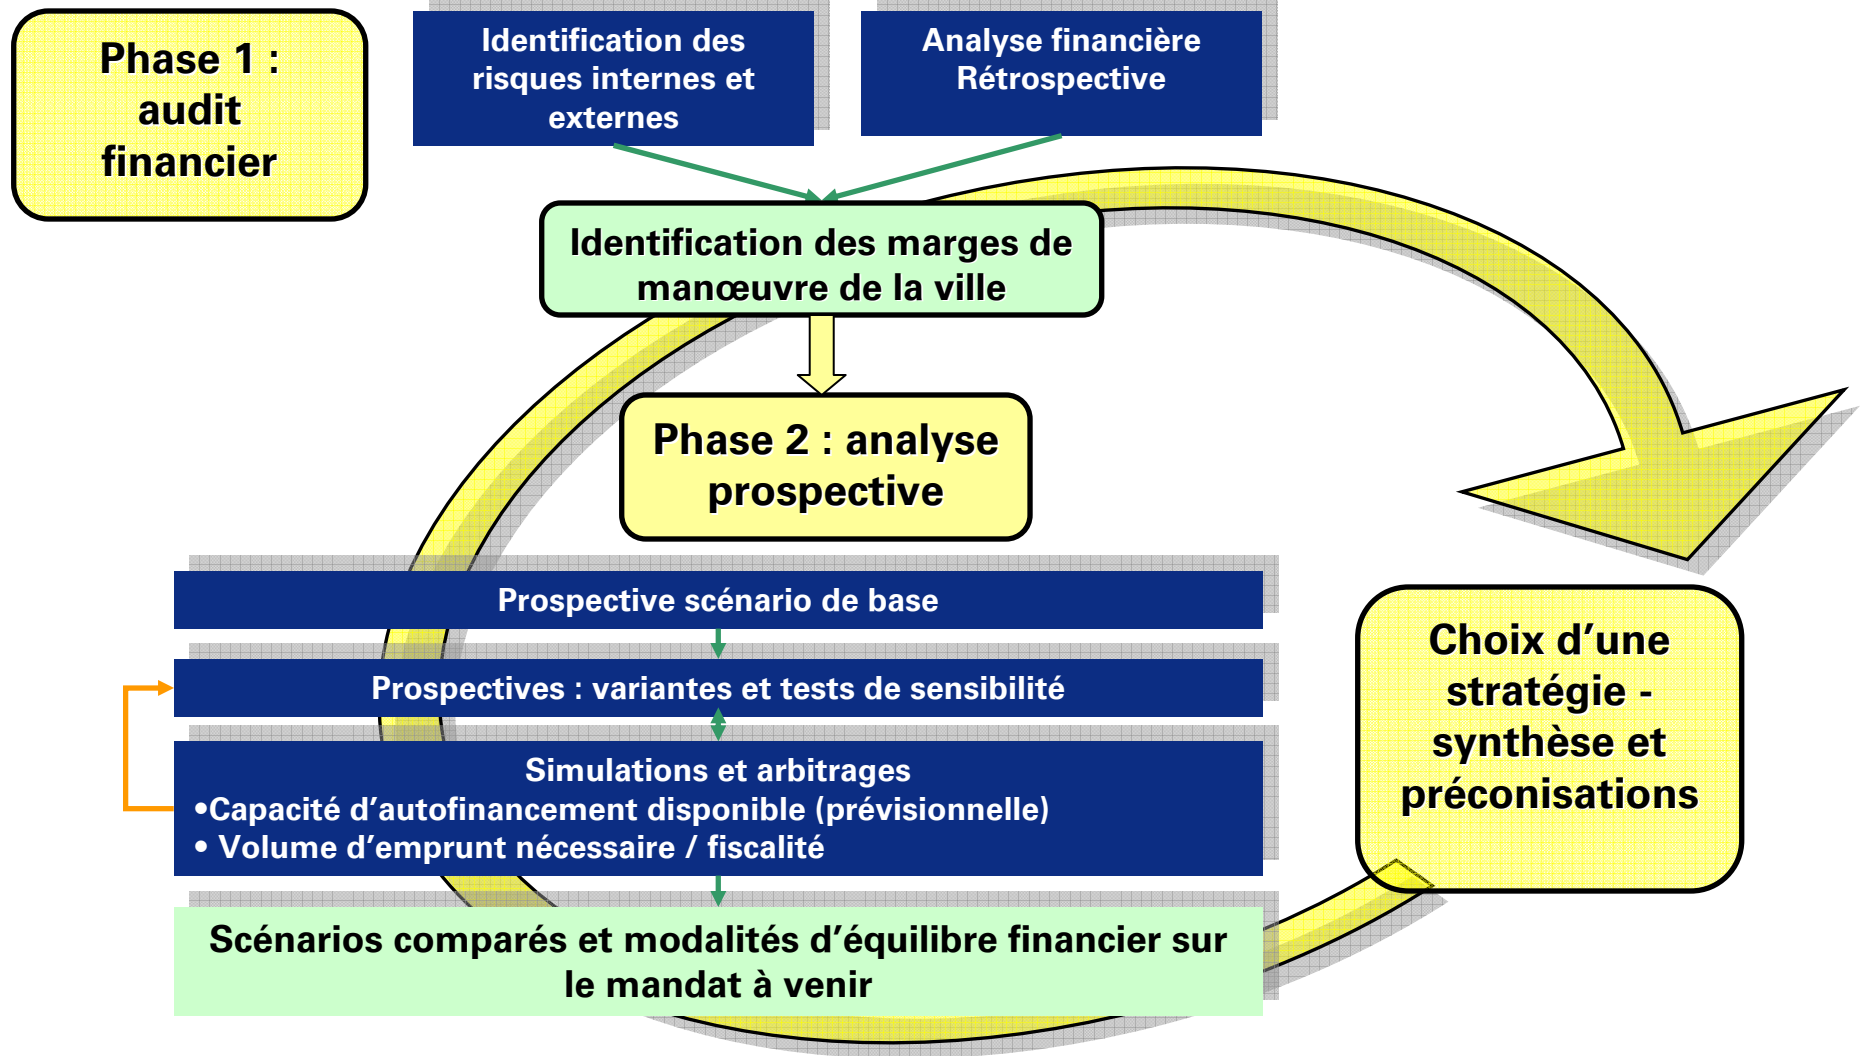 Phase 1 :
audit
financier
Identification des
risques internes et
externes
Analyse financière
Rétrospective
Identification des marges de
manœuvre de la ville
Phase 2 : analyse
prospective
Prospective scénario de base
Prospectives : variantes et tests de sensibilité
Simulations et arbitrages
•Capacité d’autofinancement disponible (prévisionnelle)
• Volume d’emprunt nécessaire / fiscalité
Scénarios comparés et modalités d’équilibre financier sur
le mandat à venir
Choix d’une
stratégie -
synthèse et
préconisations